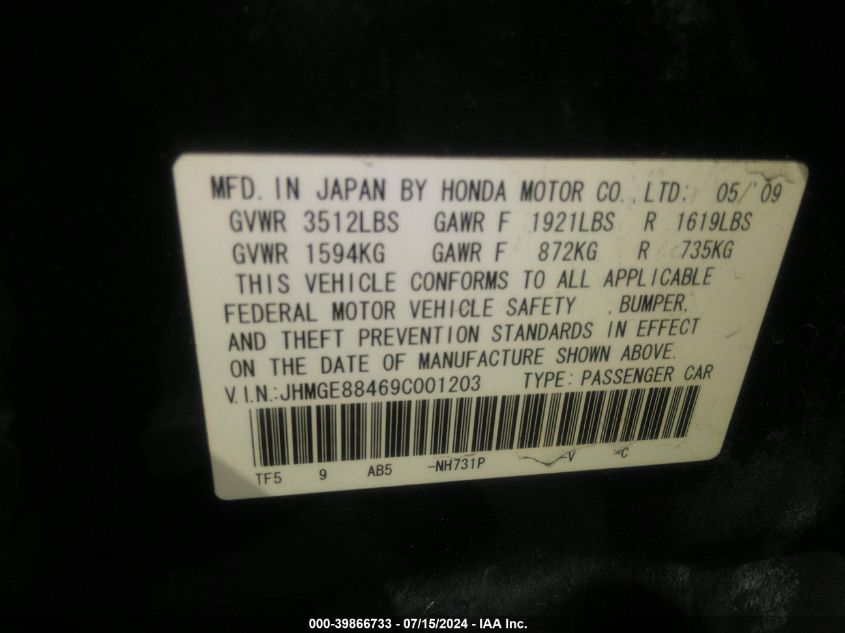 MFD. IN JAPAN BY HONDA MOTOR CO., LTD: 05/'09
GVWR 3512LBS GAWR F 1921LBS R 1619LBS
GVWR 1594KG GAWR F 872KG R 735KG
THIS VEHICLE CONFORMS TO ALL APPLICABLE
FEDERAL MOTOR VEHICLE SAFETY , BUMPER,
AND THEFT PREVENTION STANDARDS IN EFFECT
ON THE DATE OF MANUFACTURE SHOWN ABOVE.
V.I.N.:JHMGE88469C001203 TYPE: PASSENGER CAR
TF5 9 AB5 -NH731P -V =C
000-39866733 - 07/15/2024 - IAA Inc.